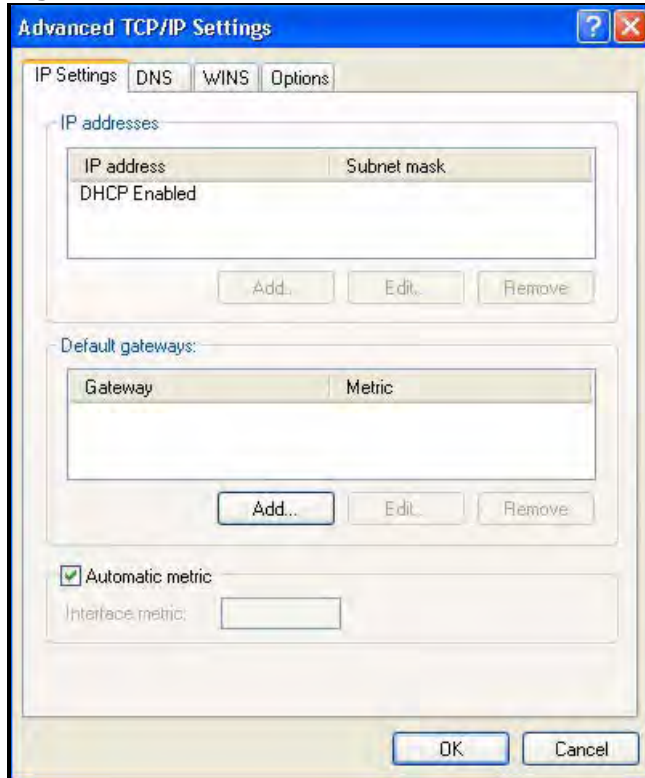 Advanced TCP/IP Settings
IP Settings DNS WINS Options
IP addresses
IP address Subnet mask
DHCP Enabled
Add... Edit... Remove
Default gateways:
Gateway Metric
Add... Edit... Remove
Automatic metric
Interface metric:
OK Cancel